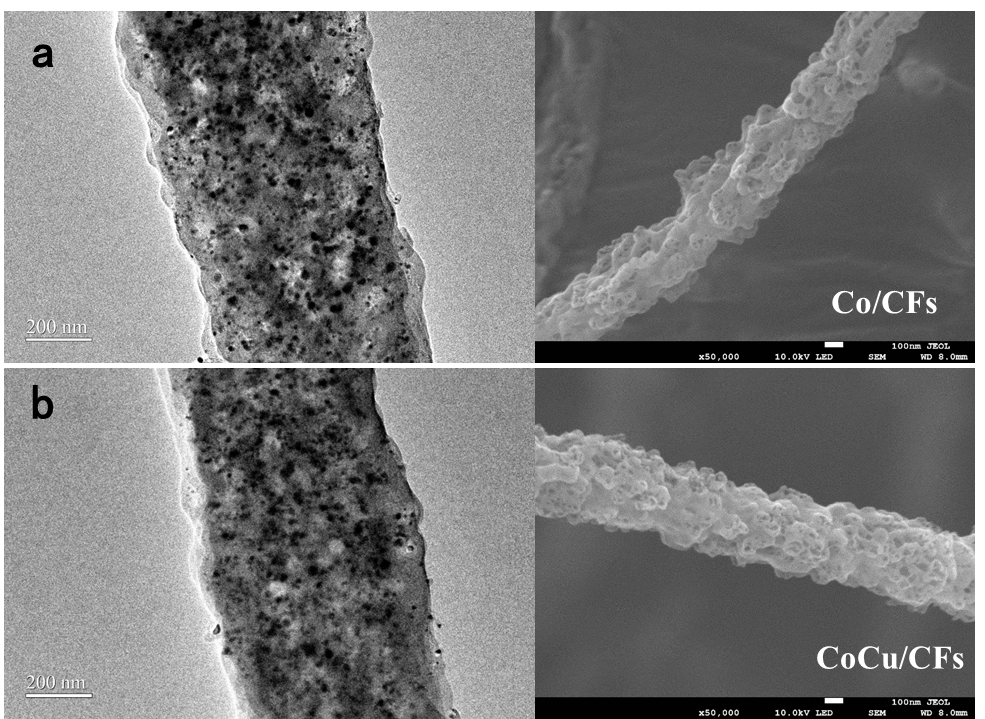 a
200 nm
Co/CFs
100nm JEOL
x50,000 10.0kV LED SEM WD 8.0mm
b
200 nm
CoCu/CFs
100nm JEOL
x50,000 10.0kV LED SEM WD 8.0mm